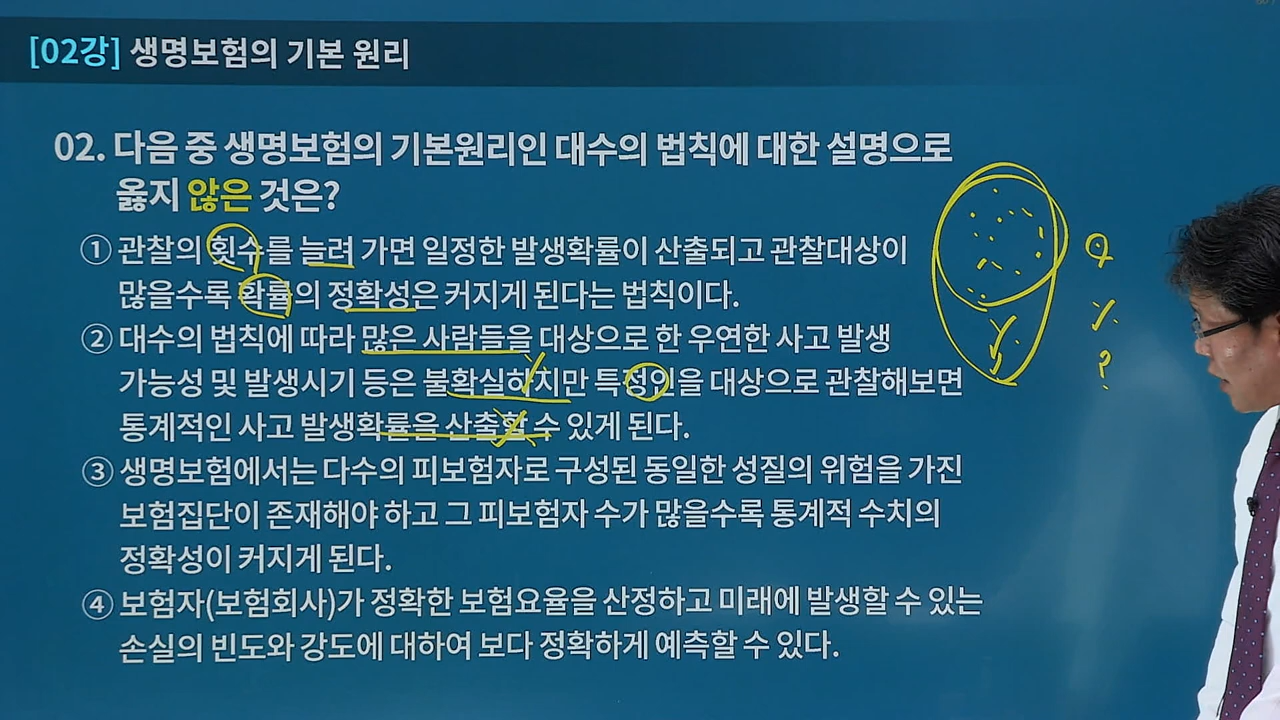 [02강] 생명보험의 기본 원리
02. 다음 중 생명보험의 기본원리인 대수의 법칙에 대한 설명으로
옳지 않은 것은?
① 관찰의 횟수를 늘려 가면 일정한 발생확률이 산출되고 관찰대상이
많을수록 확률의 정확성은 커지게 된다는 법칙이다.
② 대수의 법칙에 따라 많은 사람들을 대상으로 한 우연한 사고 발생
가능성 및 발생시기 등은 불확실하지만 특정인을 대상으로 관찰해보면
통계적인 사고 발생확률을 산출할 수 있게 된다.
③ 생명보험에서는 다수의 피보험자로 구성된 동일한 성질의 위험을 가진
보험집단이 존재해야 하고 그 피보험자 수가 많을수록 통계적 수치의
정확성이 커지게 된다.
④ 보험자(보험회사)가 정확한 보험요율을 산정하고 미래에 발생할 수 있는
손실의 빈도와 강도에 대하여 보다 정확하게 예측할 수 있다.